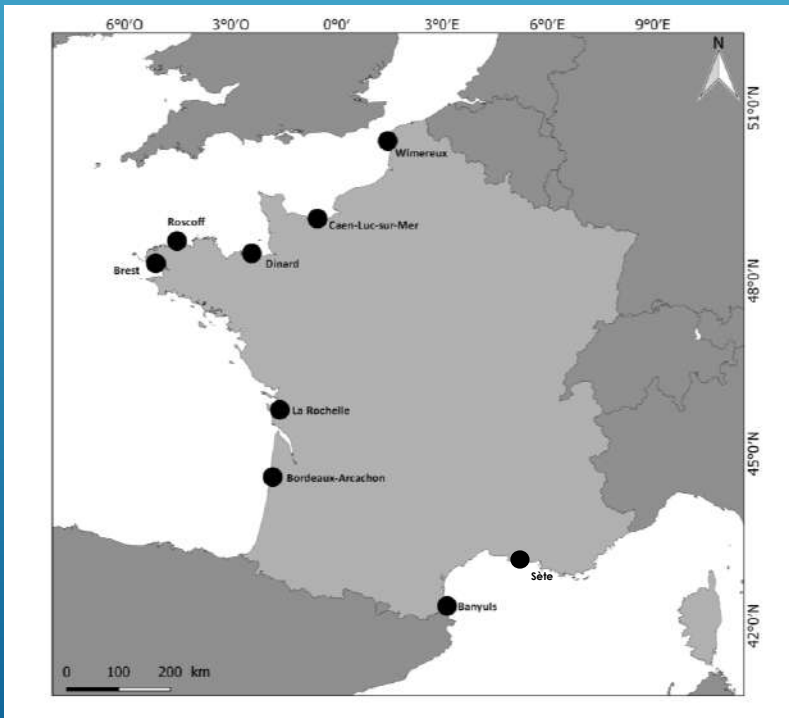 6°0'O 3°0'O 0°0'O 3°0'E 6°0'E 9°0'E
N
51°0'N
Wimereux
Caen-Luc-sur-Mer
Roscoff
Dinard
Brest
48°0'N
La Rochelle
45°0'N
Bordeaux-Arcachon
Sète
Banyuls
42°0'N
0 100 200 km